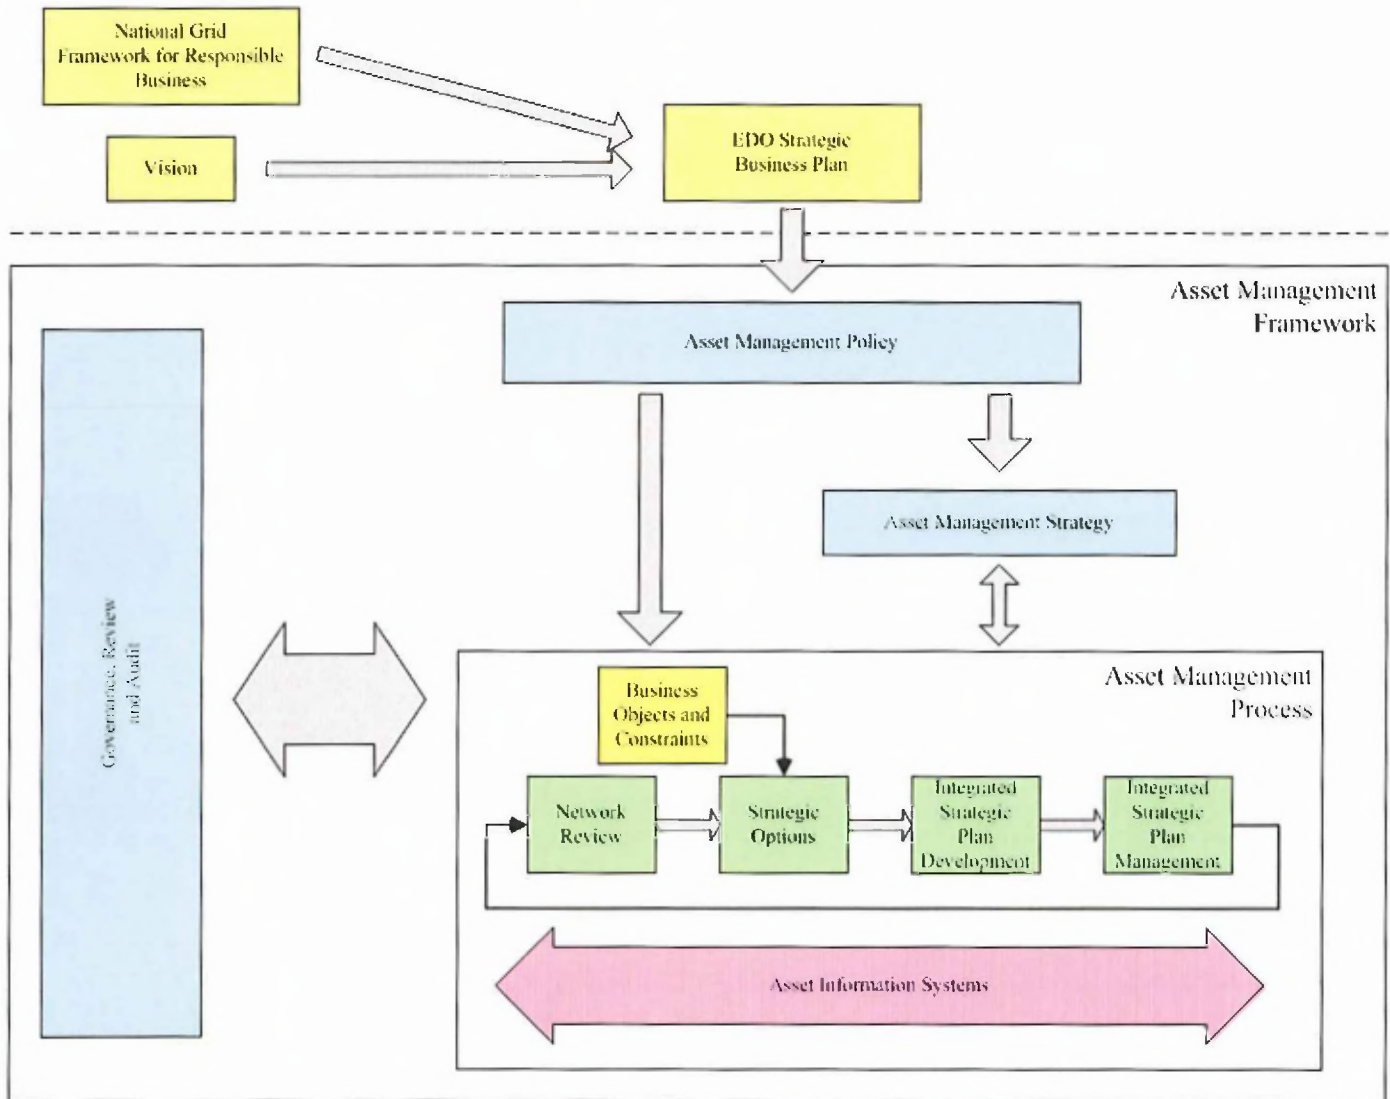 National Grid
Framework for Responsible
Business
Vision
EDO Strategic
Business Plan
Asset Management
Framework
Asset Management Policy
Asset Management Strategy
Governance, Review
and Audit
Asset Management
Process
Business
Objects and
Constraints
Network
Review
Strategic
Options
Integrated
Strategic
Plan
Development
Integrated
Strategic
Plan
Management
Asset Information Systems